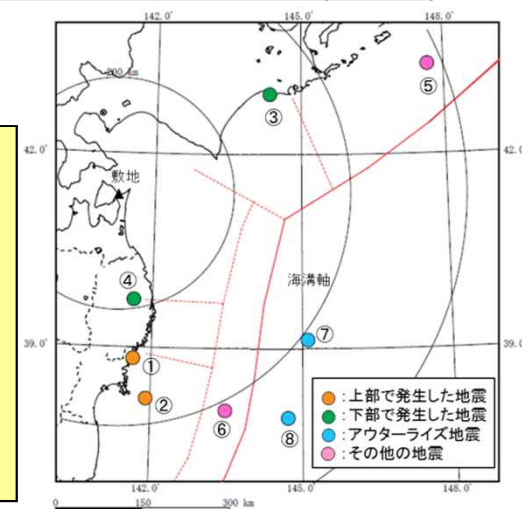 142.0°
145.0°
148.0°
200 km
⑤
③
42.0°
42.0°
敷地
海溝軸
④
⑦
39.0°
39.0°
①
②
⑥
⑧
:上部で発生した地震
:下部で発生した地震
:アウターライズ地震
:その他の地震
142.0°
145.0°
148.0°
0
150
300 km